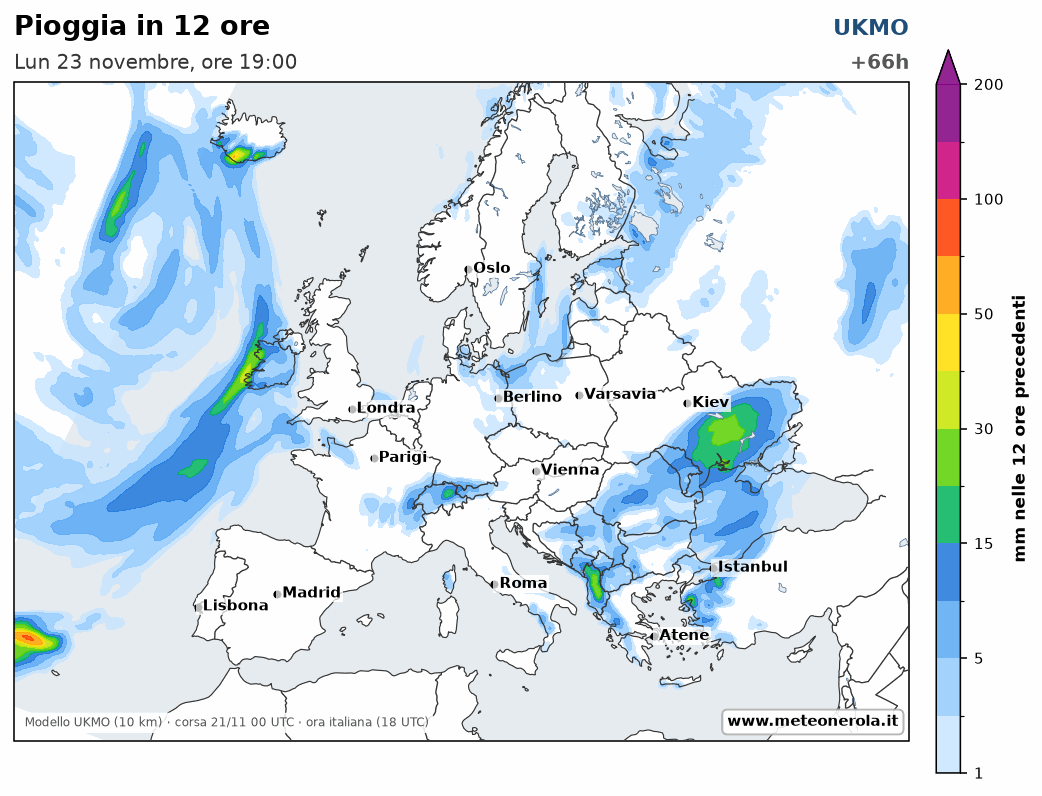 Pioggia in 12 ore
UKMO
Lun 23 novembre, ore 19:00
+66h
200
100
50
30
15
5
1
mm nelle 12 ore precedenti
Oslo
Berlino
Varsavia
Kiev
Londra
Parigi
Vienna
Istanbul
Roma
Madrid
Lisbona
Atene
Modello UKMO (10 km) · corsa 21/11 00 UTC · ora italiana (18 UTC)
www.meteonerola.it